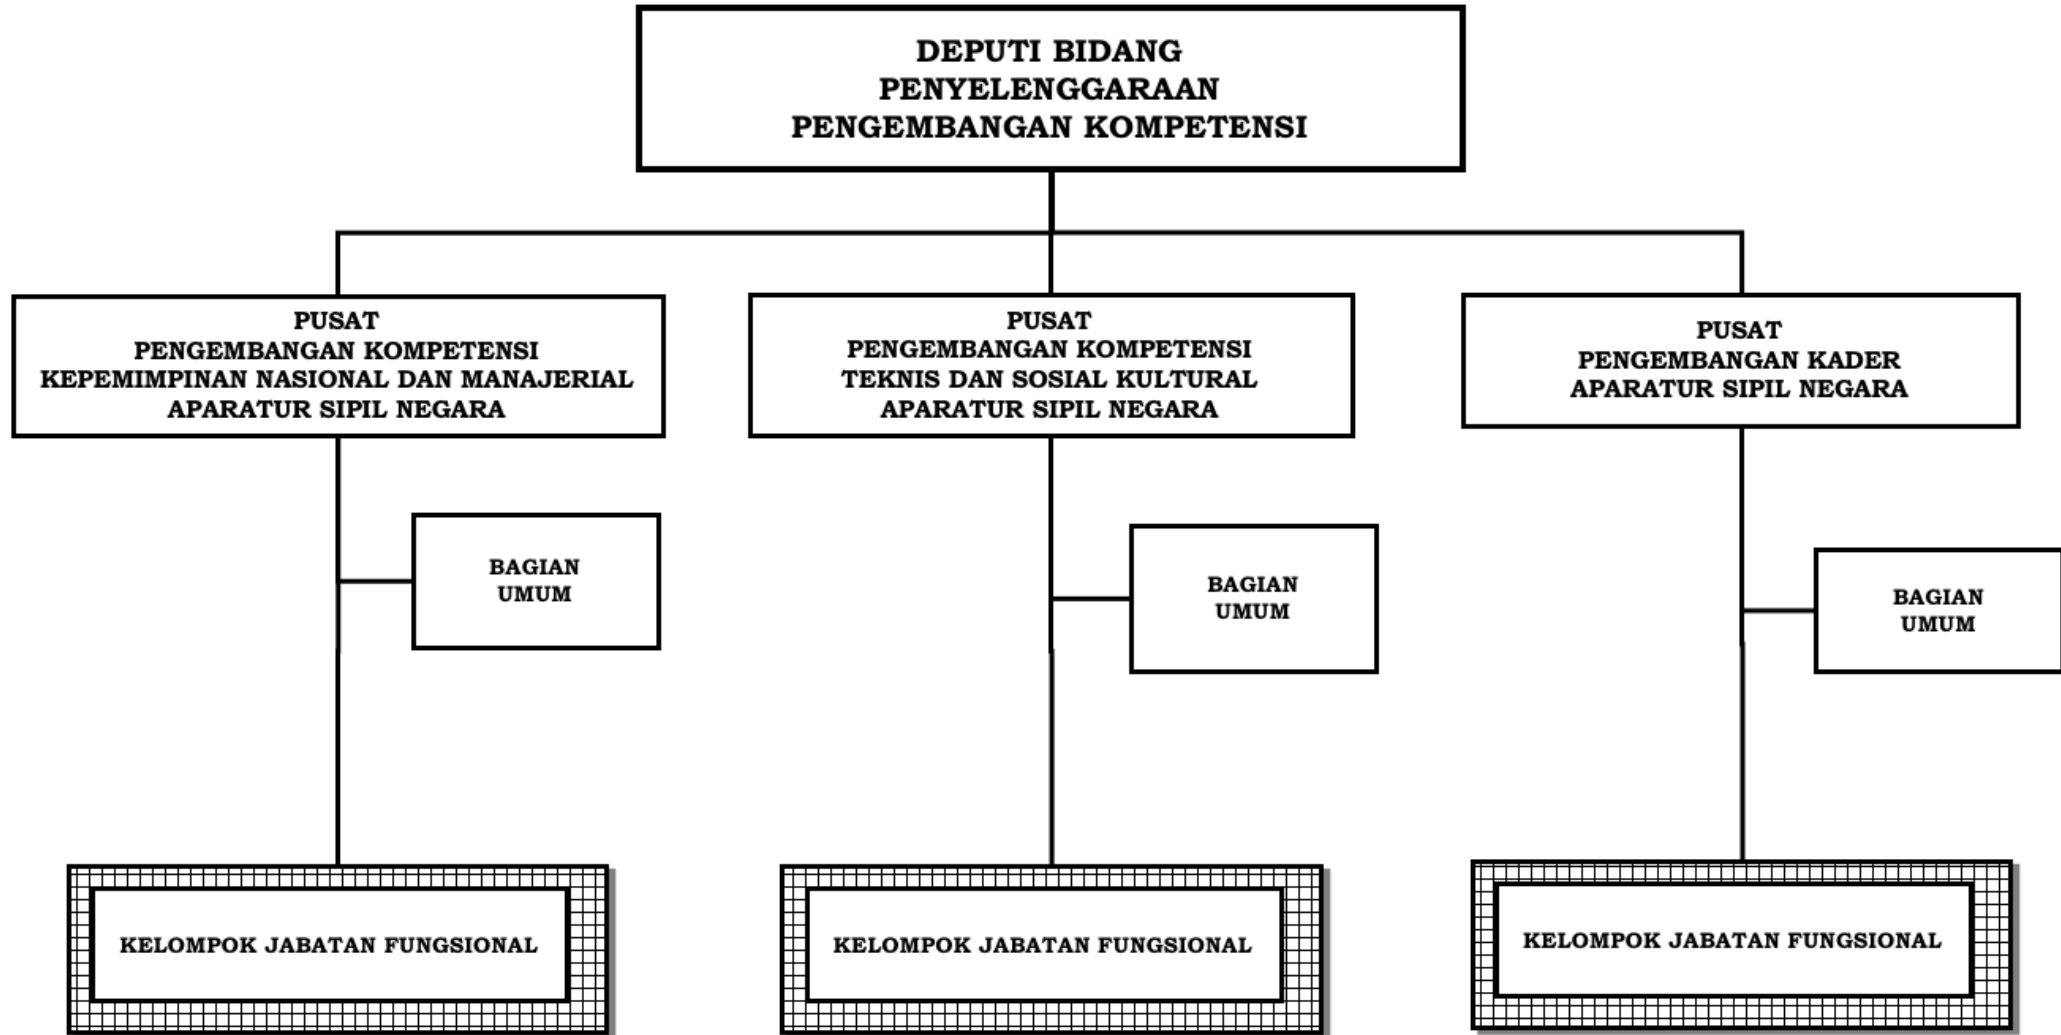 DEPUTI BIDANG
PENYELENGGARAAN
PENGEMBANGAN KOMPETENSI
PUSAT
PENGEMBANGAN KOMPETENSI
KEPEMIMPINAN NASIONAL DAN MANAJERIAL
APARATUR SIPIL NEGARA
PUSAT
PENGEMBANGAN KOMPETENSI
TEKNIS DAN SOSIAL KULTURAL
APARATUR SIPIL NEGARA
PUSAT
PENGEMBANGAN KADER
APARATUR SIPIL NEGARA
BAGIAN
UMUM
BAGIAN
UMUM
BAGIAN
UMUM
KELOMPOK JABATAN FUNGSIONAL
KELOMPOK JABATAN FUNGSIONAL
KELOMPOK JABATAN FUNGSIONAL